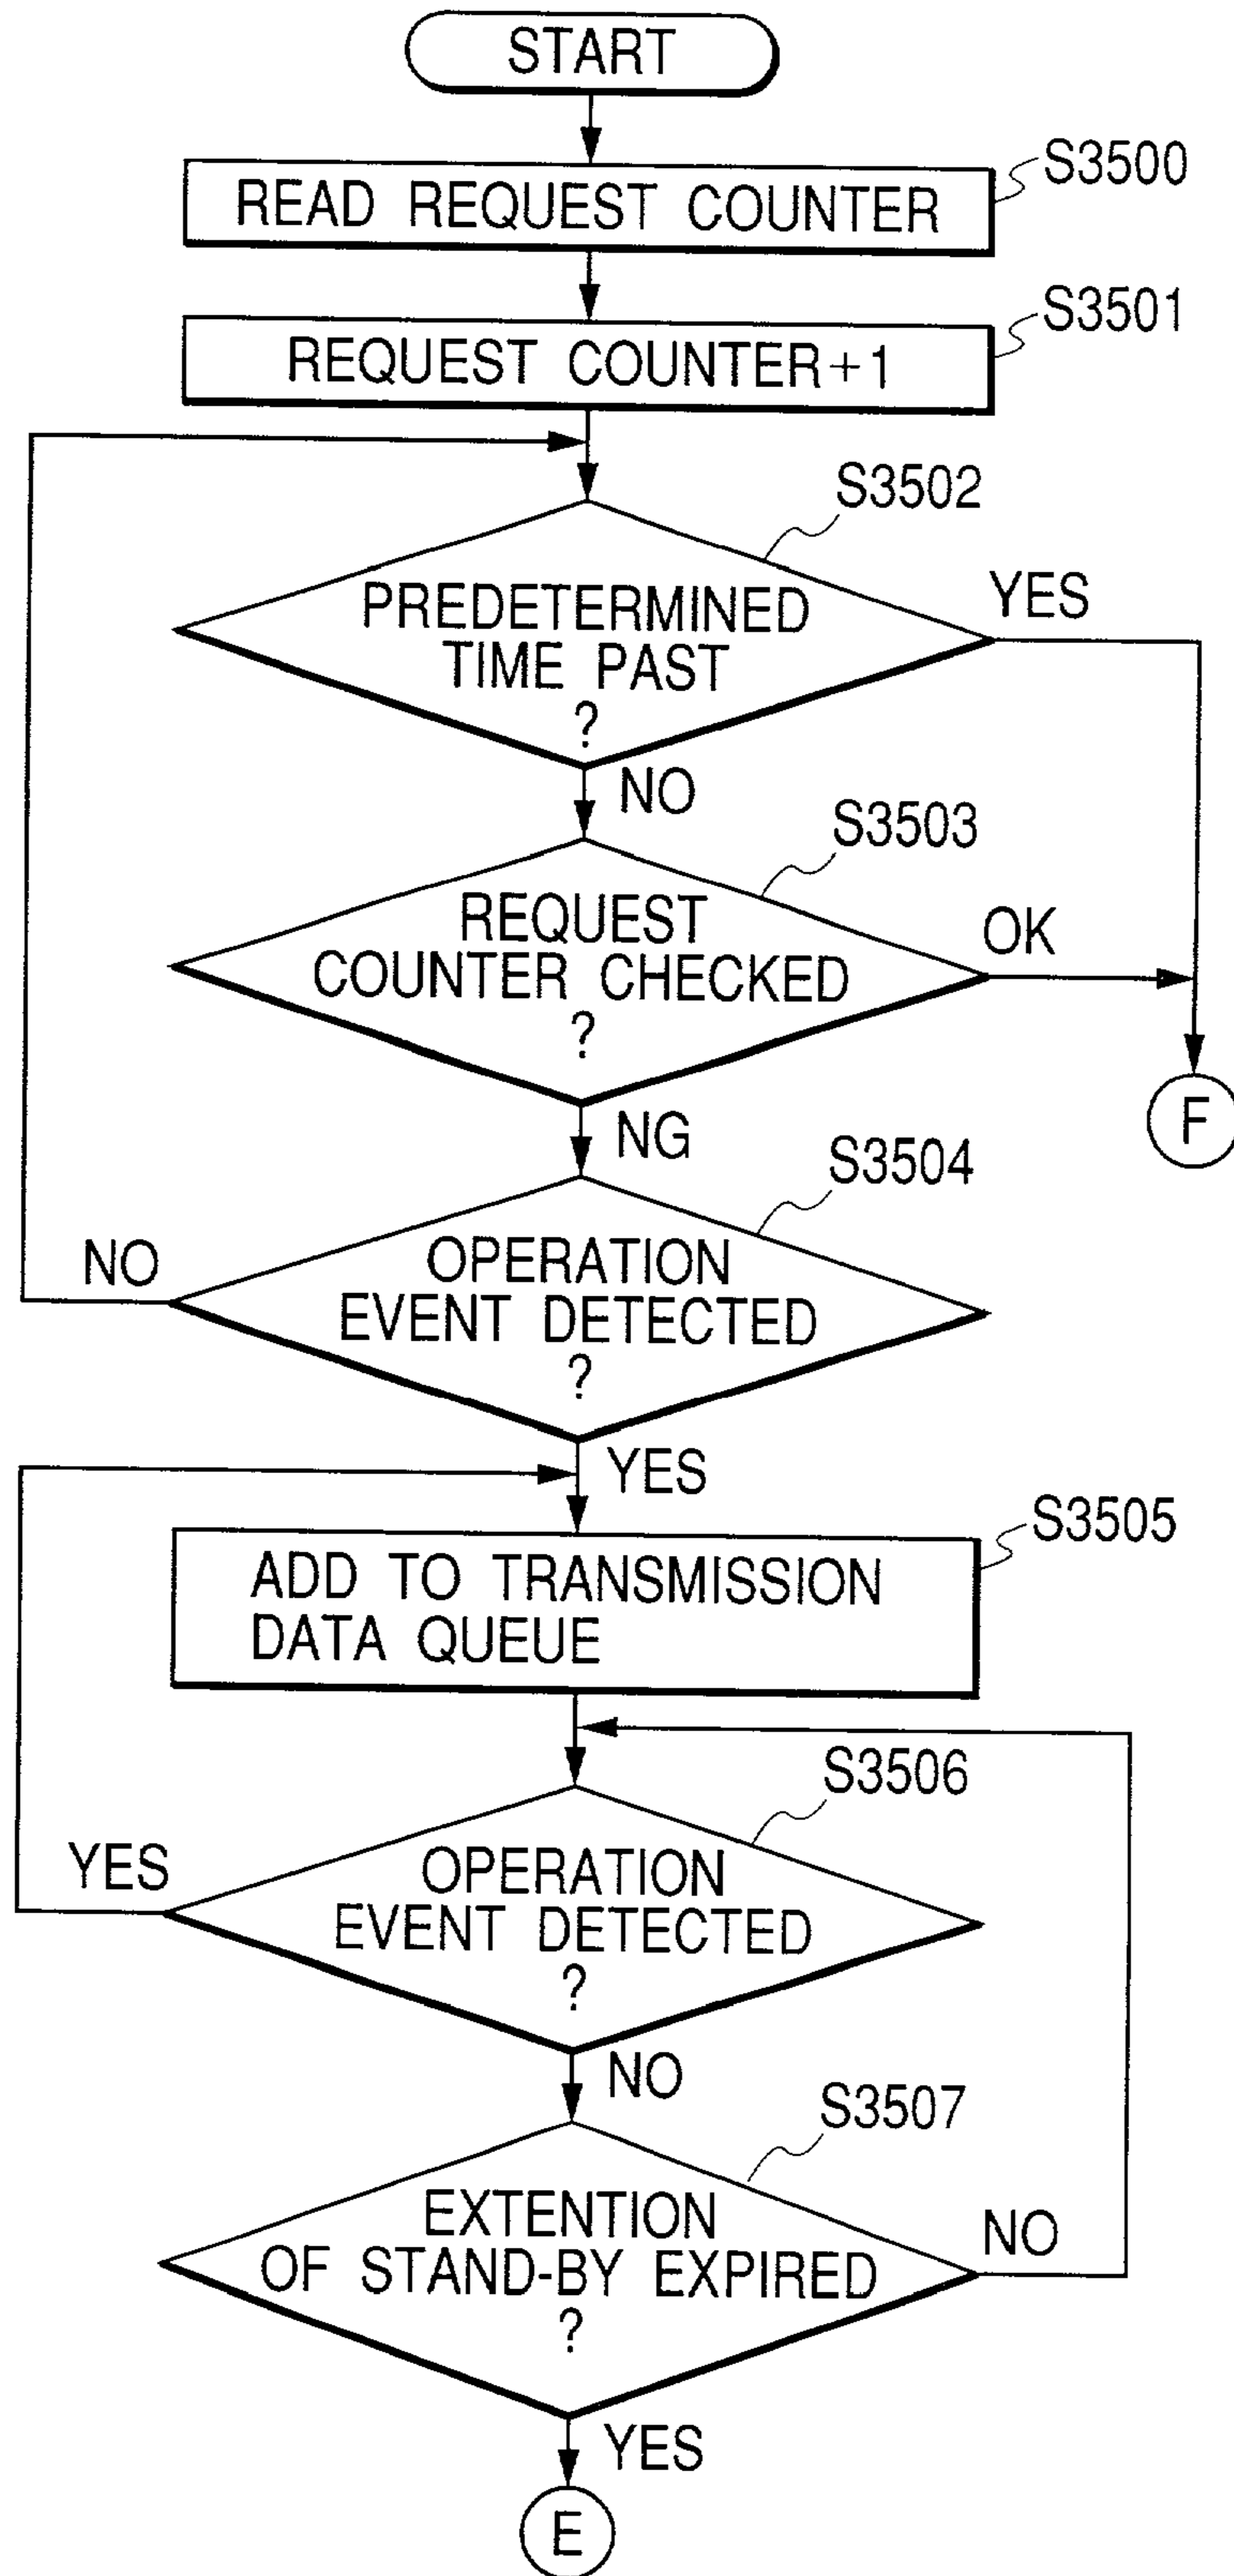 START
READ REQUEST COUNTER
S3500
REQUEST COUNTER+1
S3501
S3502
PREDETERMINED
TIME PAST
?
YES
NO
S3503
REQUEST
COUNTER CHECKED
?
OK
F
NG
S3504
OPERATION
EVENT DETECTED
?
NO
YES
S3505
ADD TO TRANSMISSION
DATA QUEUE
S3506
OPERATION
EVENT DETECTED
?
YES
NO
S3507
EXTENTION
OF STAND-BY EXPIRED
?
NO
YES
E